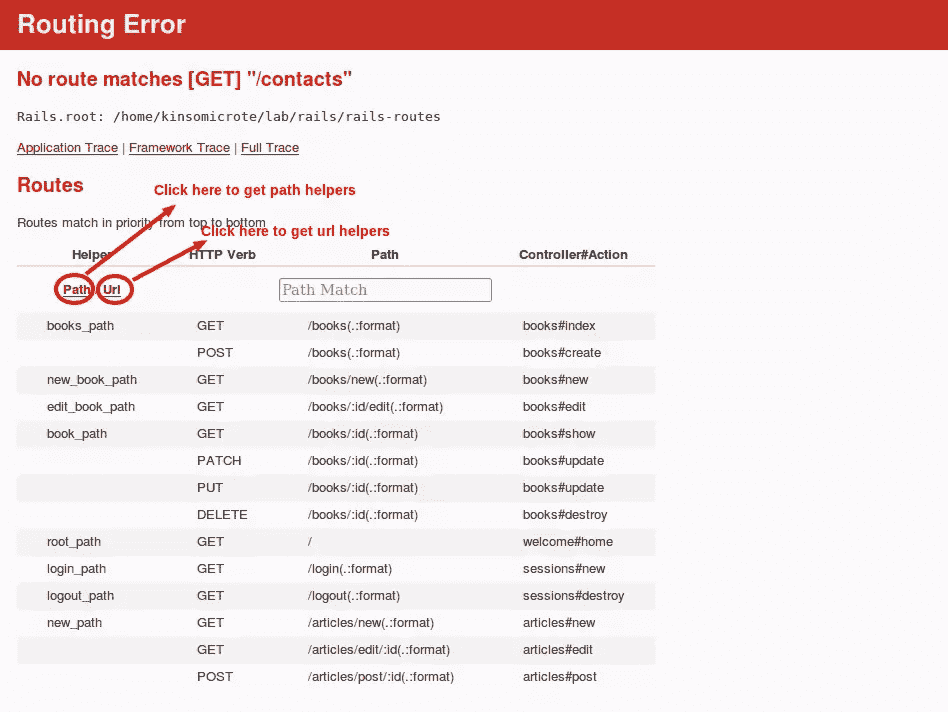 Routing Error
No route matches [GET] "/contacts"
Rails.root: /home/kinsomicrote/lab/rails/rails-routes
Application Trace | Framework Trace | Full Trace
Routes
Click here to get path helpers
Routes match in priority from top to bottom
Click here to get url helpers
Helper HTTP Verb Path Controller#Action
Path Url Path Match
books_path GET /books(.:format) books#index
POST /books(.:format) books#create
new_book_path GET /books/new(.:format) books#new
edit_book_path GET /books/:id/edit(.:format) books#edit
book_path GET /books/:id(.:format) books#show
PATCH /books/:id(.:format) books#update
PUT /books/:id(.:format) books#update
DELETE /books/:id(.:format) books#destroy
root_path GET / welcome#home
login_path GET /login(.:format) sessions#new
logout_path GET /logout(.:format) sessions#destroy
new_path GET /articles/new(.:format) articles#new
GET /articles/edit/:id(.:format) articles#edit
POST /articles/post/:id(.:format) articles#post